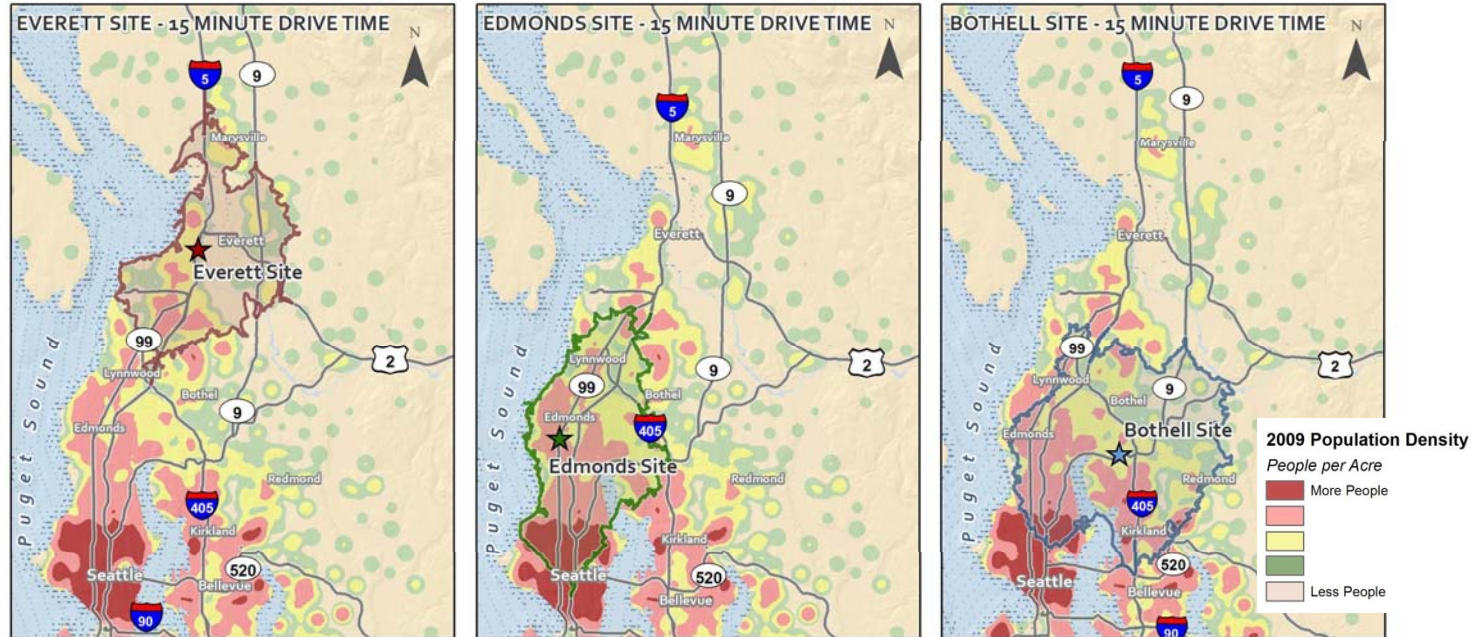 EVERETT SITE - 15 MINUTE DRIVE TIME
N
5
9
Marysville
Everett
Everett Site
99
2
Lynnwood
Bothel
9
Edmonds
Puget Sound
Redmond
405
Kirkland
520
Seattle
Bellevue
90
EDMONDS SITE - 15 MINUTE DRIVE TIME
N
5
Marysville
9
Everett
Lynnwood
9
2
99
Bothel
Edmonds
405
Edmonds Site
Puget Sound
Redmond
Kirkland
520
Seattle
Bellevue
BOTHELL SITE - 15 MINUTE DRIVE TIME
N
5
9
Marysville
Everett
99
2
Lynnwood
9
Bothel
Edmonds
Bothell Site
Puget Sound
Redmond
405
Kirkland
520
Seattle
Bellevue
90
2009 Population Density
People per Acre
More People
Less People